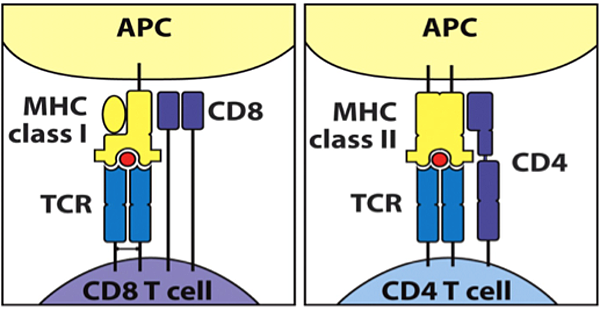 APC
MHC
class I
CD8
TCR
CD8 T cell
APC
MHC
class II
CD4
TCR
CD4 T cell